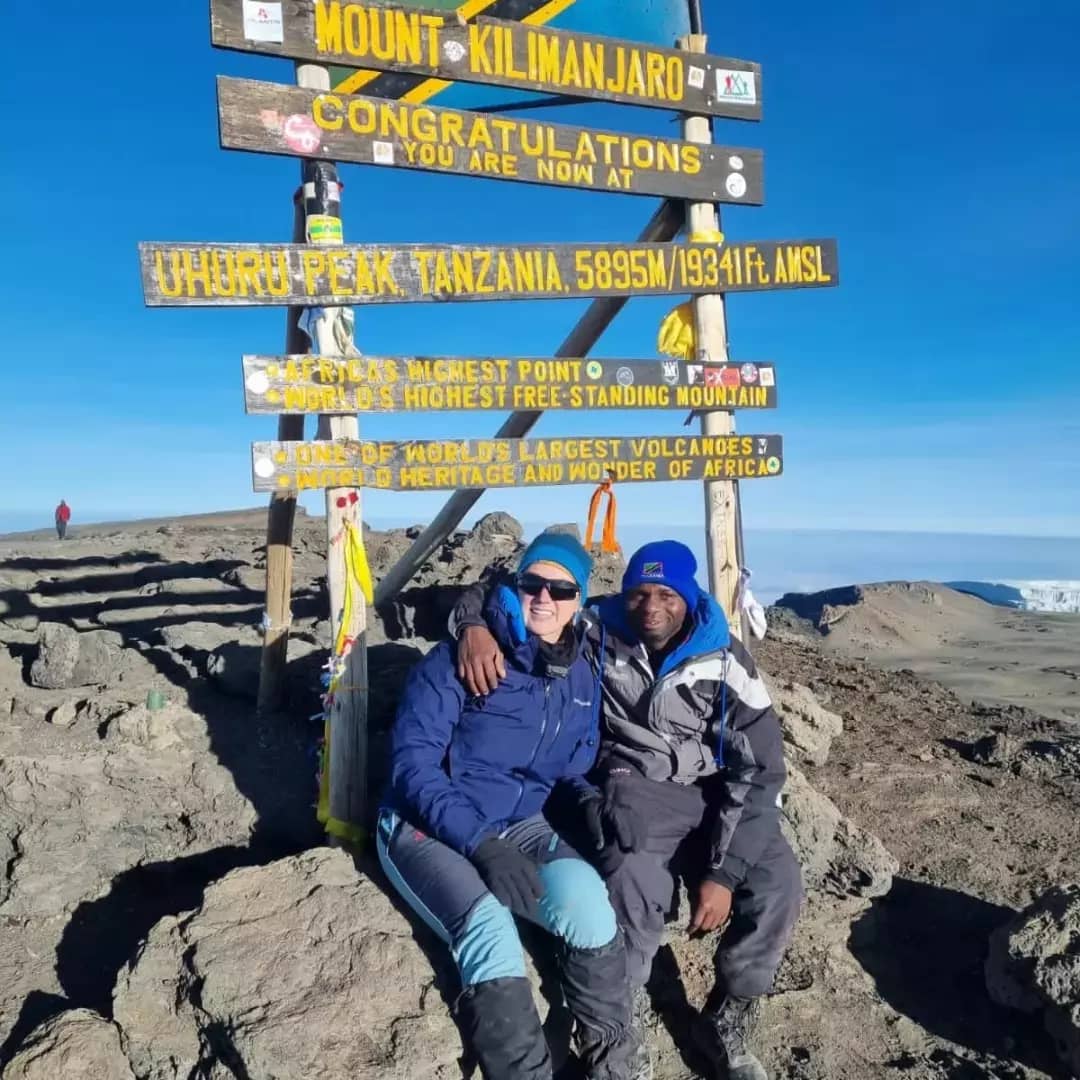 MOUNT KILIMANJARO
CONGRATULATIONS
YOU ARE NOW AT
UHURU PEAK, TANZANIA, 5895M/19341Ft AMSL
• AFRICA'S HIGHEST POINT
• WORLD'S HIGHEST FREE-STANDING MOUNTAIN
• ONE OF WORLD'S LARGEST VOLCANOES
• WORLD HERITAGE AND WONDER OF AFRICA